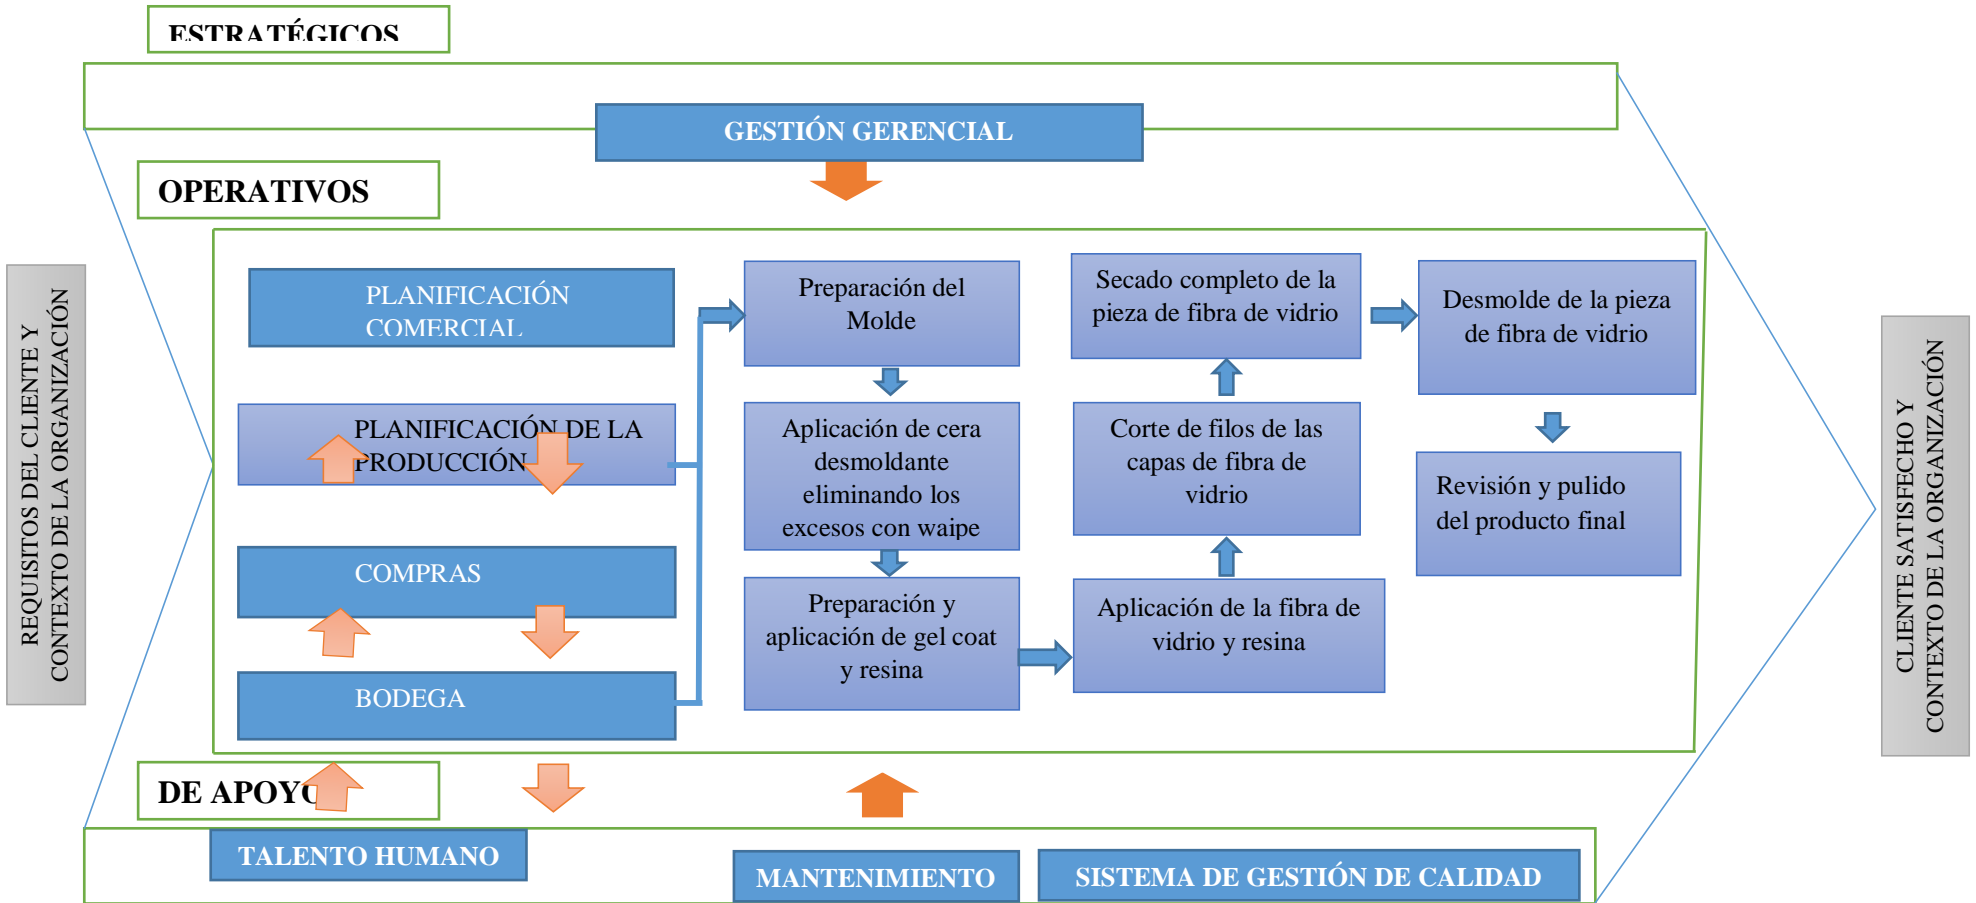 ESTRATÉGICOS
GESTIÓN GERENCIAL
OPERATIVOS
REQUISITOS DEL CLIENTE Y
CONTEXTO DE LA ORGANIZACIÓN
PLANIFICACIÓN
COMERCIAL
PLANIFICACIÓN DE LA
PRODUCCIÓN
COMPRAS
BODEGA
Preparación del
Molde
Aplicación de cera
desmoldante
eliminando los
excesos con waipe
Preparación y
aplicación de gel coat
y resina
Aplicación de la fibra de
vidrio y resina
Corte de filos de las
capas de fibra de
vidrio
Secado completo de la
pieza de fibra de vidrio
Desmolde de la pieza
de fibra de vidrio
Revisión y pulido
del producto final
CLIENTE SATISFECHO Y
CONTEXTO DE LA ORGANIZACIÓN
DE APOYO
TALENTO HUMANO
MANTENIMIENTO
SISTEMA DE GESTIÓN DE CALIDAD